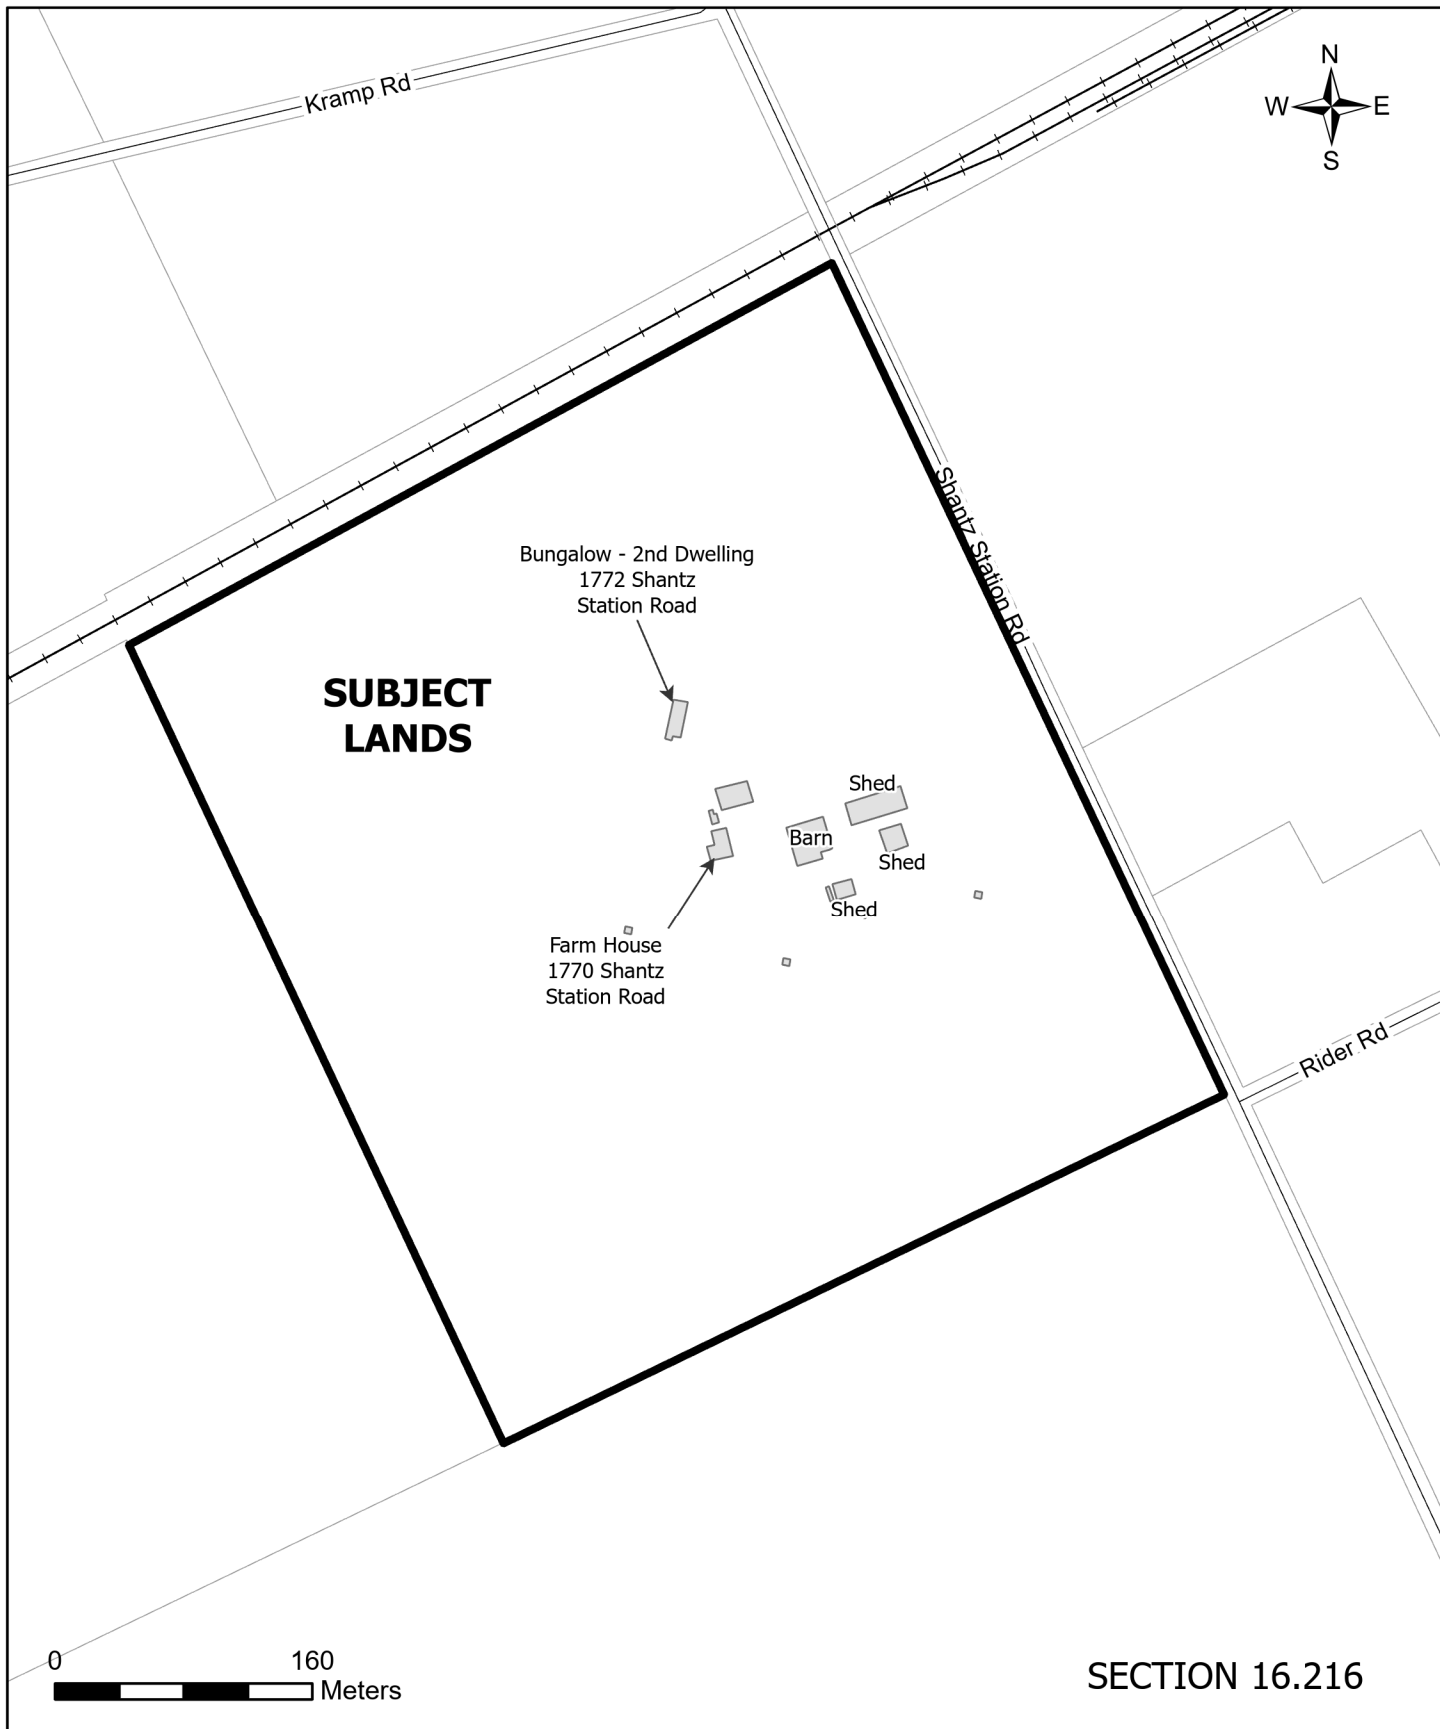 N
W E
S
Kramp Rd
Shantz Station Rd
Bungalow - 2nd Dwelling
1772 Shantz
Station Road
SUBJECT
LANDS
Shed
Barn
Shed
Shed
Farm House
1770 Shantz
Station Road
Rider Rd
0 160
Meters
SECTION 16.216